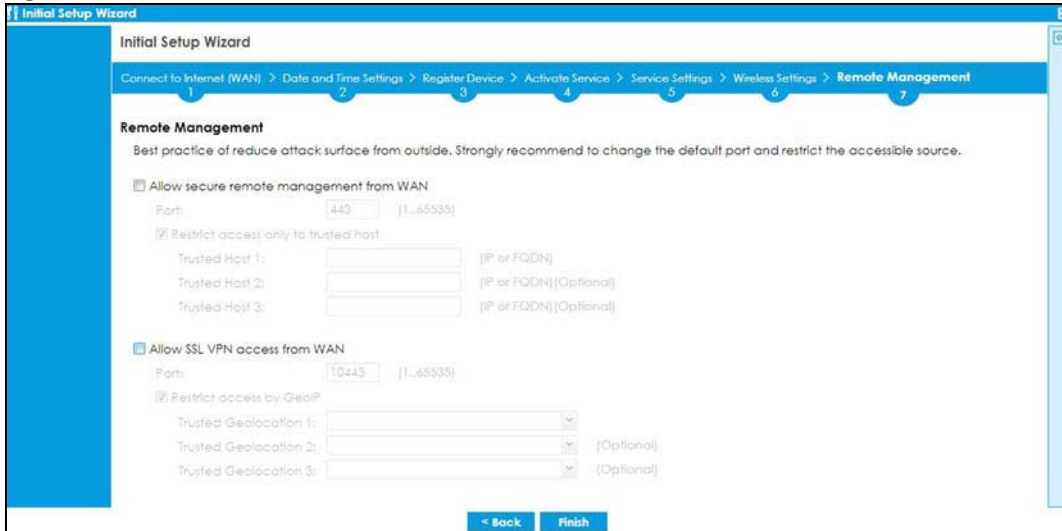 Initial Setup Wizard
Initial Setup Wizard
Connect to Internet (WAN) > Date and Time Settings > Register Device > Activate Service > Service Settings > Wireless Settings > Remote Management
1 2 3 4 5 6 7
Remote Management
Best practice of reduce attack surface from outside. Strongly recommend to change the default port and restrict the accessible source.
Allow secure remote management from WAN
Port: 443 (1..65535)
Restrict access only to trusted host
Trusted Host 1: (IP or FQDN)
Trusted Host 2: (IP or FQDN)(Optional)
Trusted Host 3: (IP or FQDN)(Optional)
Allow SSL VPN access from WAN
Port: 10443 (1..65535)
Restrict access by GeoIP
Trusted Geolocation 1:
Trusted Geolocation 2: (Optional)
Trusted Geolocation 3: (Optional)
< Back Finish